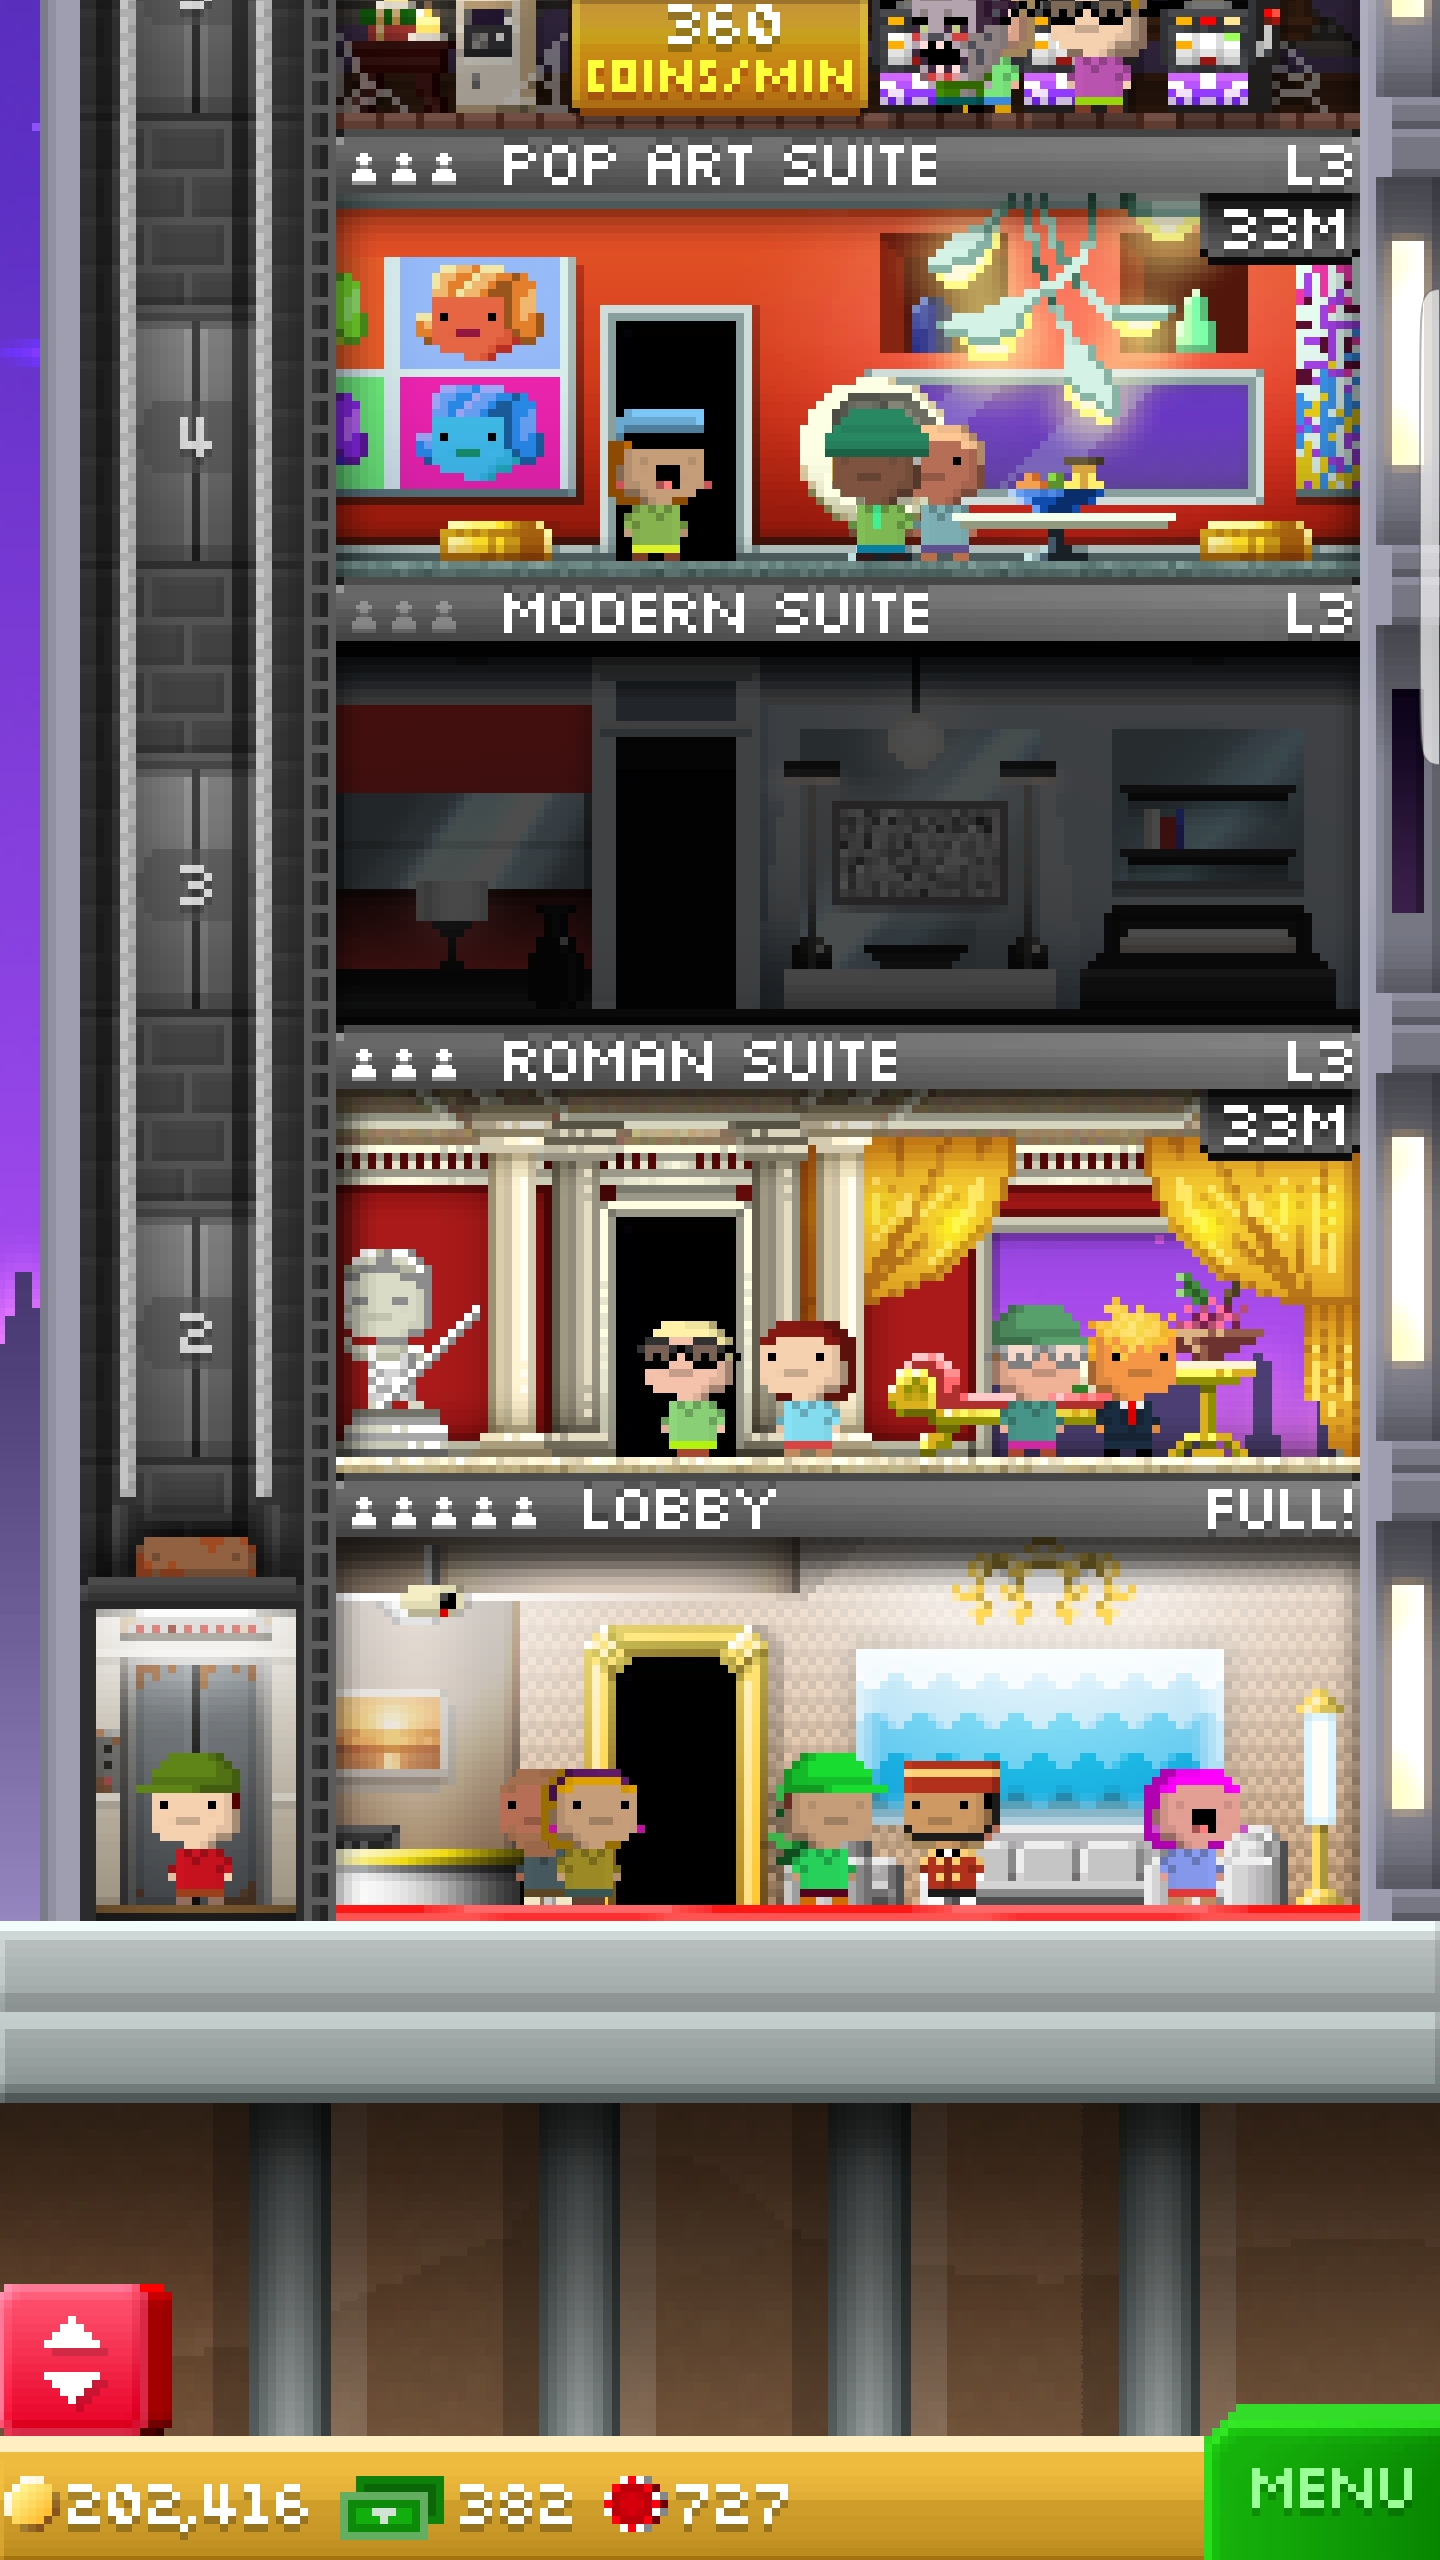 360
COINS/MIN
POP ART SUITE L3
33M
4
MODERN SUITE L3
3
ROMAN SUITE L3
33M
2
LOBBY FULL!
202,416 382 727
MENU